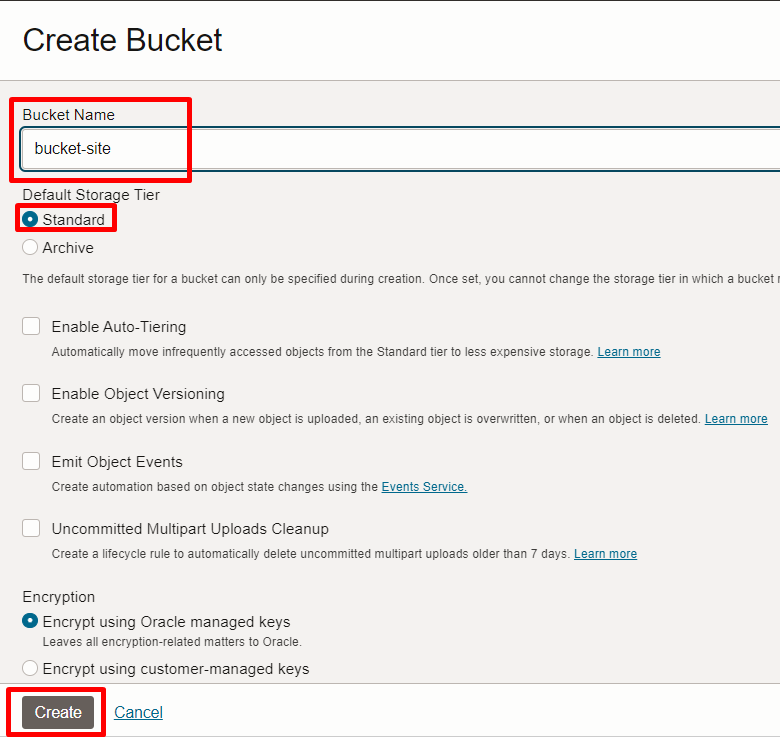 Create Bucket
Bucket Name
bucket-site
Default Storage Tier
Standard
Archive
The default storage tier for a bucket can only be specified during creation. Once set, you cannot change the storage tier in which a bucket
Enable Auto-Tiering
Automatically move infrequently accessed objects from the Standard tier to less expensive storage. Learn more
Enable Object Versioning
Create an object version when a new object is uploaded, an existing object is overwritten, or when an object is deleted. Learn more
Emit Object Events
Create automation based on object state changes using the Events Service.
Uncommitted Multipart Uploads Cleanup
Create a lifecycle rule to automatically delete uncommitted multipart uploads older than 7 days. Learn more
Encryption
Encrypt using Oracle managed keys
Leaves all encryption-related matters to Oracle.
Encrypt using customer-managed keys
Create Cancel